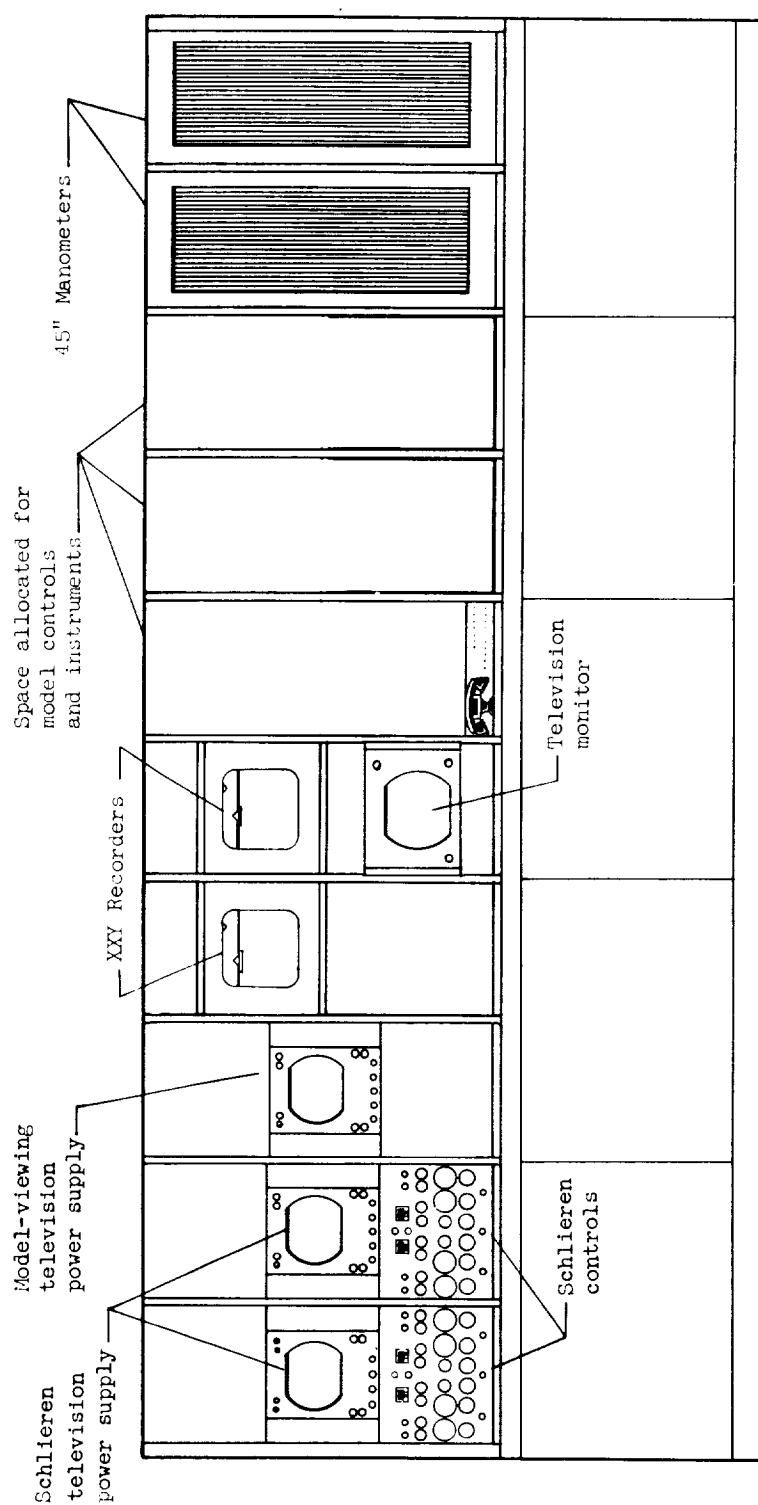 Schlieren
television
power supply
Model-viewing
television
power supply
XXY Recorders
Space allocated for
model controls
and instruments
45" Manometers
Schlieren
controls
Television
monitor